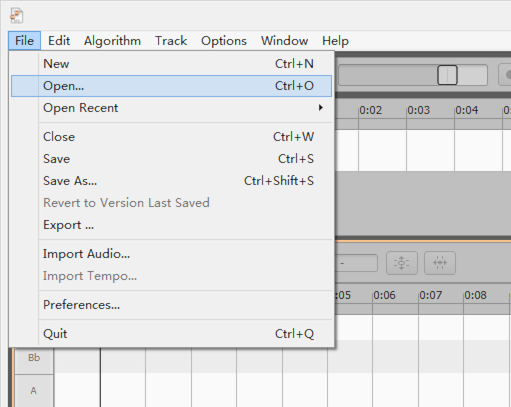 File Edit Algorithm Track Options Window Help
New Ctrl+N
Open... Ctrl+O
Open Recent
0:02 0:03 0:04
Close Ctrl+W
Save Ctrl+S
Save As... Ctrl+Shift+S
Revert to Version Last Saved
Export ...
Import Audio...
-
Import Tempo...
:05 0:06 0:07 0:08
Preferences...
Quit Ctrl+Q
Bb
A